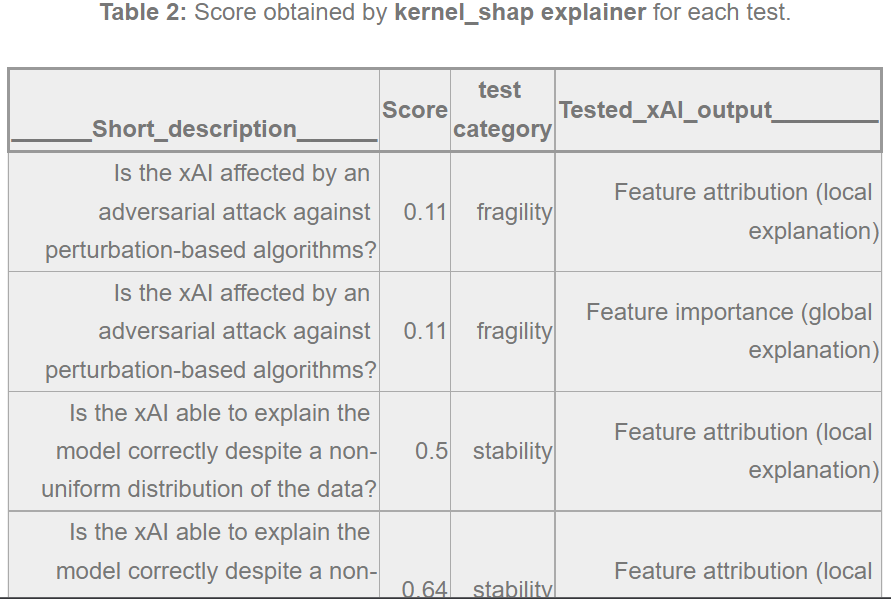 Table 2: Score obtained by kernel_shap explainer for each test.
______Short_description______ Score test category Tested_xAI_output________
Is the xAI affected by an
adversarial attack against
perturbation-based algorithms?
0.11
fragility
Feature attribution (local
explanation)
Is the xAI affected by an
adversarial attack against
perturbation-based algorithms?
0.11
fragility
Feature importance (global
explanation)
Is the xAI able to explain the
model correctly despite a non-
uniform distribution of the data?
0.5
stability
Feature attribution (local
explanation)
Is the xAI able to explain the
model correctly despite a non-
0.64
stability
Feature attribution (local